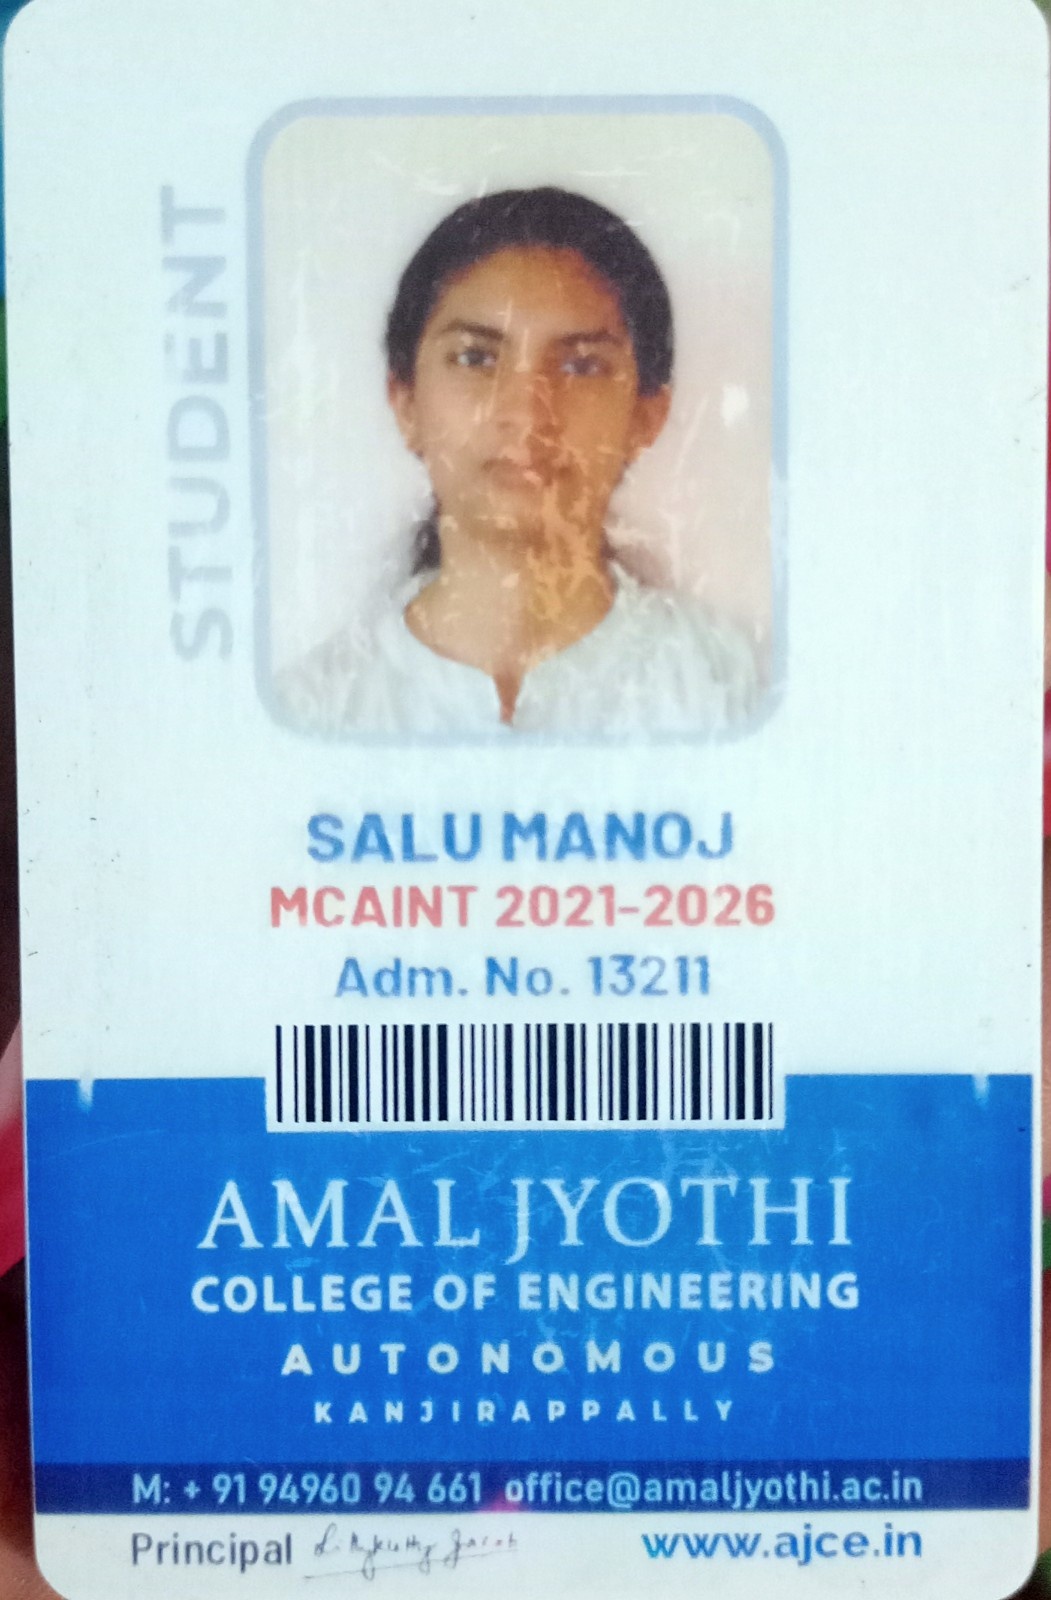 STUDENT
SALU MANOJ
MCAINT 2021-2026
Adm. No. 13211
AMAL JYOTHI
COLLEGE OF ENGINEERING
AUTONOMOUS
KANJIRAPPALLY
M: + 91 94960 94 661 office@amaljyothi.ac.in
Principal www.ajce.in